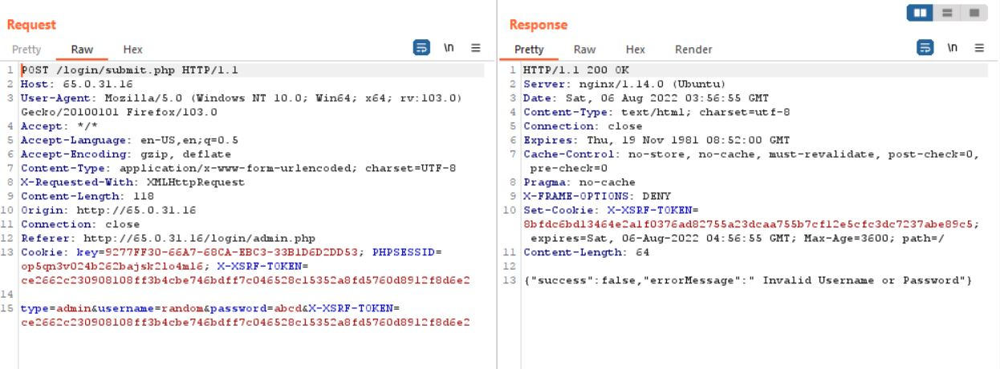 Request
Pretty Raw Hex \n
1 POST /login/submit.php HTTP/1.1
2 Host: 65.0.31.16
3 User-Agent: Mozilla/5.0 (Windows NT 10.0; Win64; x64; rv:103.0)
Gecko/20100101 Firefox/103.0
4 Accept: */*
5 Accept-Language: en-US,en;q=0.5
6 Accept-Encoding: gzip, deflate
7 Content-Type: application/x-www-form-urlencoded; charset=UTF-8
8 X-Requested-With: XMLHttpRequest
9 Content-Length: 118
10 Origin: http://65.0.31.16
11 Connection: close
12 Referer: http://65.0.31.16/login/admin.php
13 Cookie: key=9277FF30-66A7-68CA-EBC3-33B1D6D2DD53; PHPSESSID=
op5qn3v024b262bajsk21o4m16; X-XSRF-TOKEN=
ce2662c230908108ff3b4cbe746bdff7c046528c15352a8fd5760d8912f8d6e2
14
15 type=admin&username=random&password=abcd&X-XSRF-TOKEN=
ce2662c230908108ff3b4cbe746bdff7c046528c15352a8fd5760d8912f8d6e2
Response
Pretty Raw Hex Render \n
1 HTTP/1.1 200 OK
2 Server: nginx/1.14.0 (Ubuntu)
3 Date: Sat, 06 Aug 2022 03:56:55 GMT
4 Content-Type: text/html; charset=utf-8
5 Connection: close
6 Expires: Thu, 19 Nov 1981 08:52:00 GMT
7 Cache-Control: no-store, no-cache, must-revalidate, post-check=0,
pre-check=0
8 Pragma: no-cache
9 X-FRAME-OPTIONS: DENY
10 Set-Cookie: X-XSRF-TOKEN=
8bfdc6bd13464e2a1f0376ad82755a23dcaa755b7cf12e5cfc3dc7237abe89c5;
expires=Sat, 06-Aug-2022 04:56:55 GMT; Max-Age=3600; path=/
11 Content-Length: 64
12
13 {"success":false,"errorMessage":" Invalid Username or Password"}